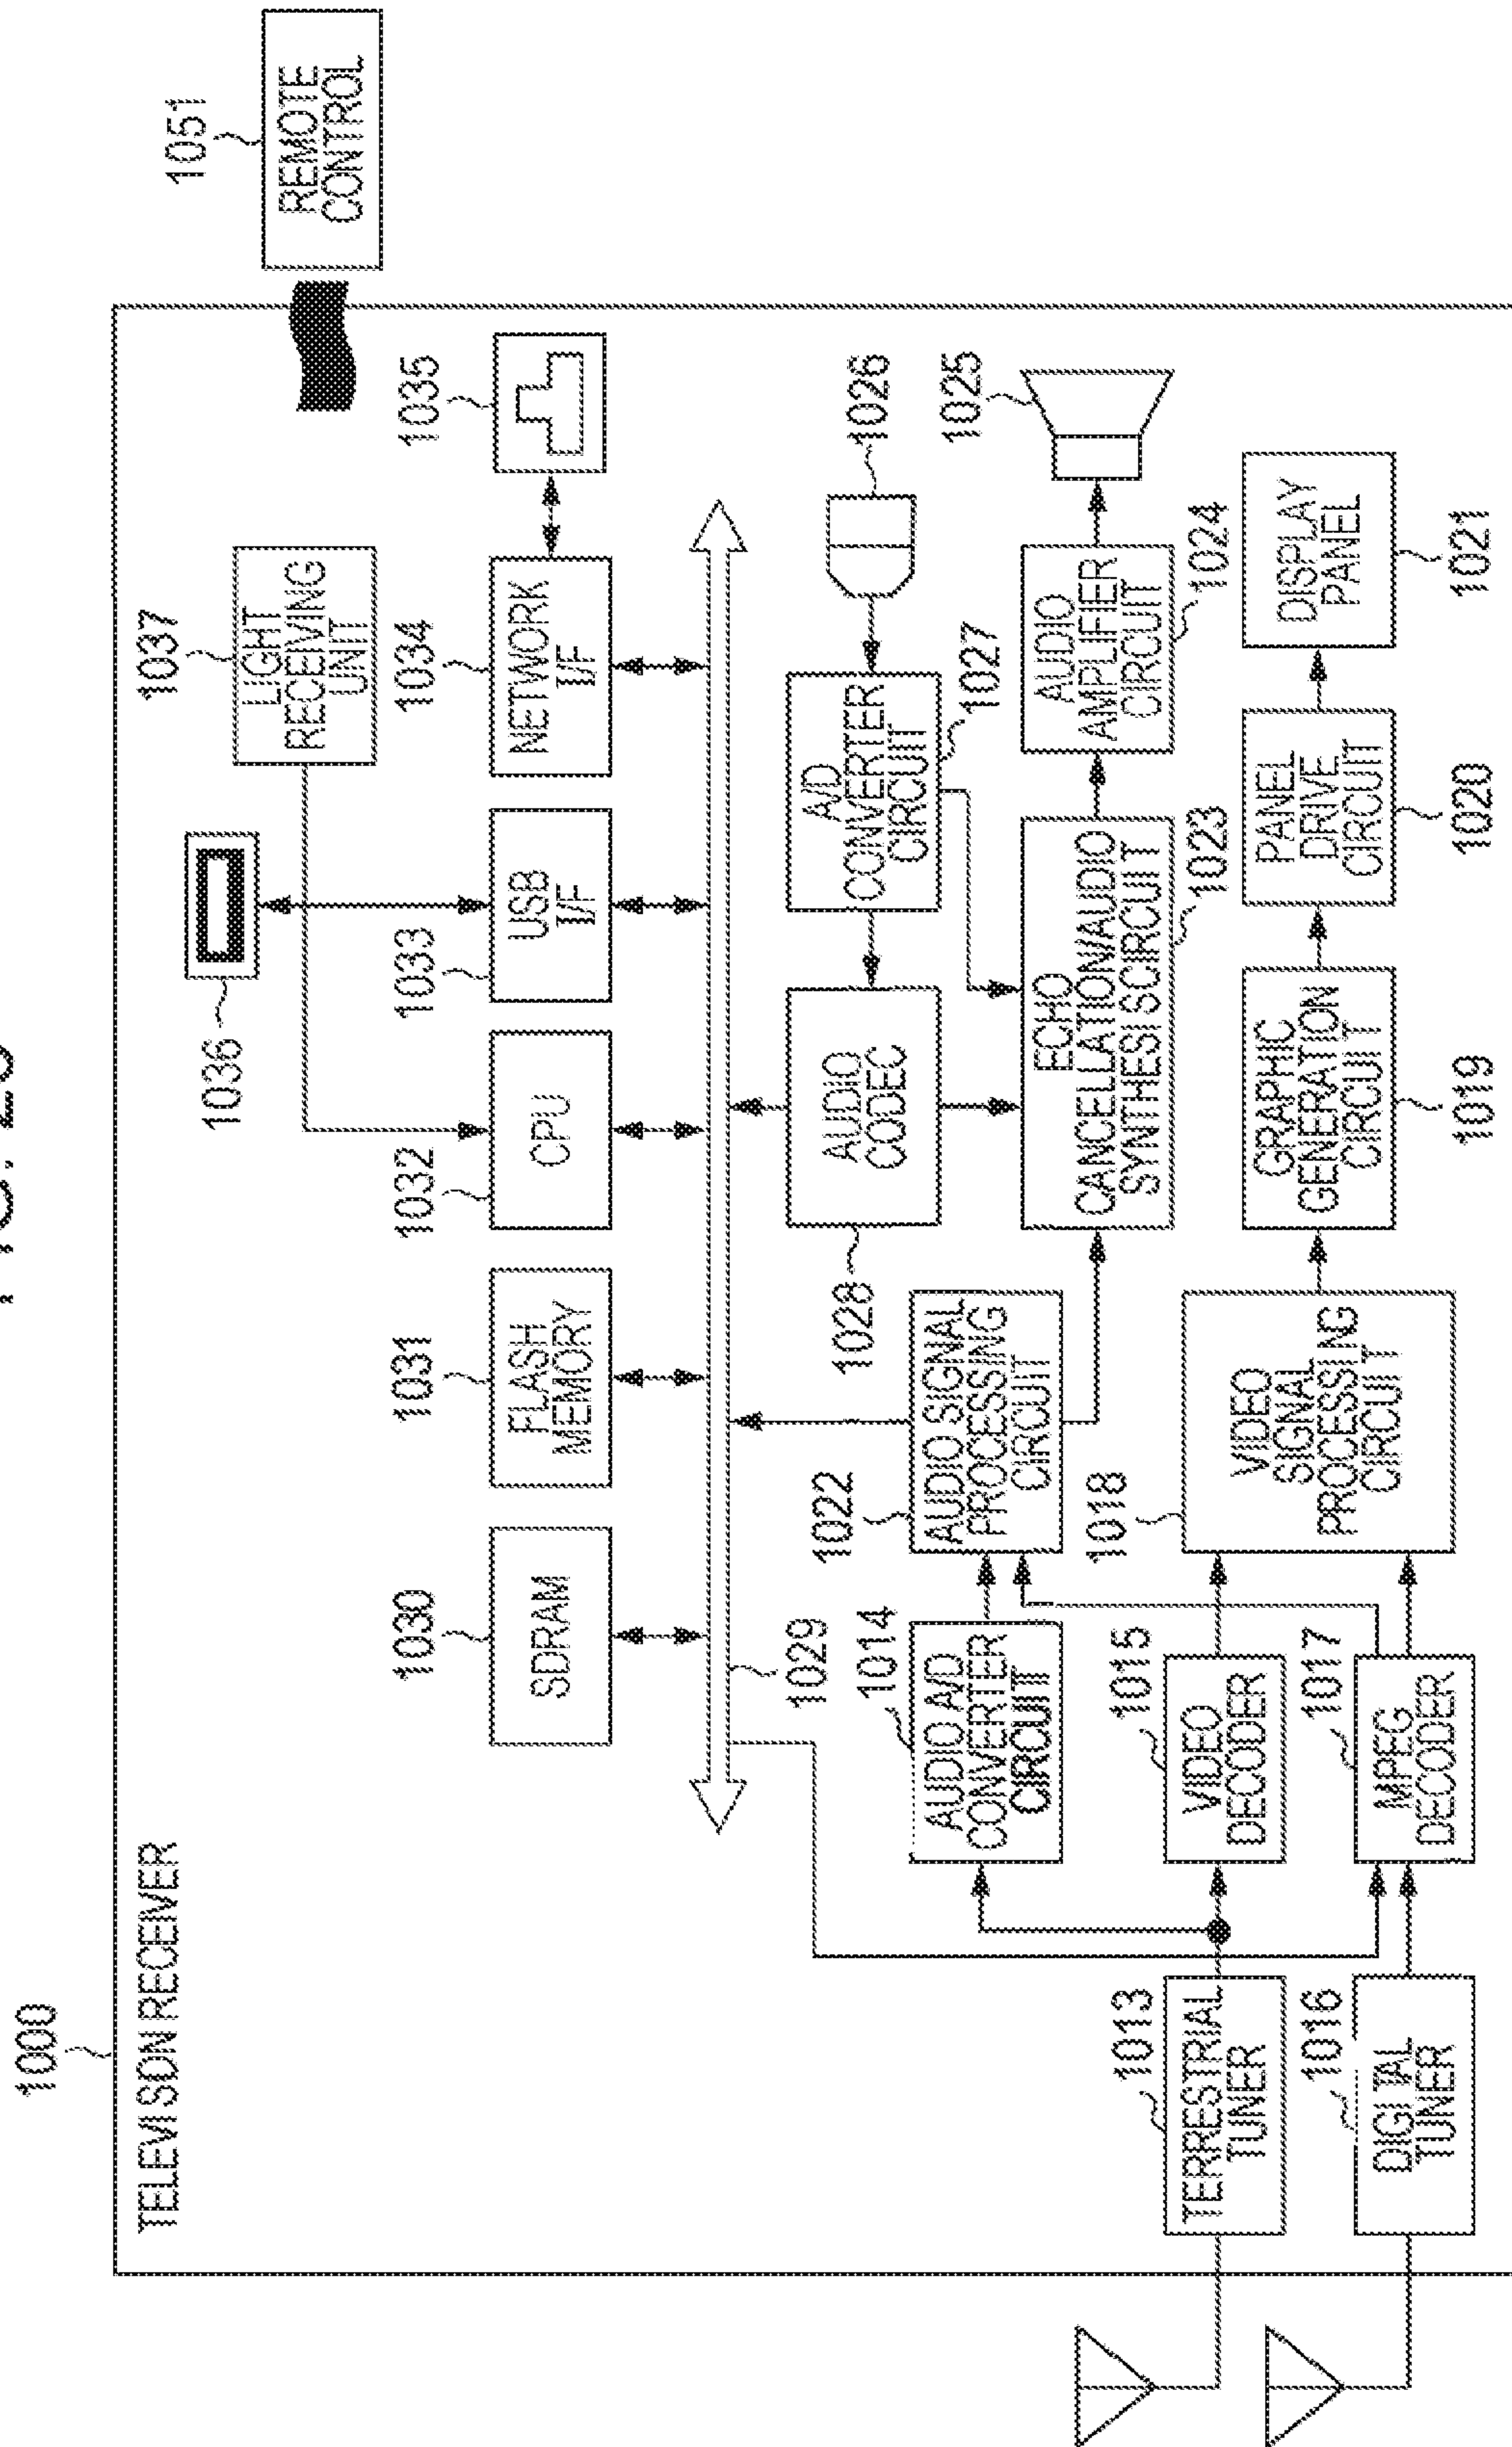 1000
TELEVISON RECEIVER
1051
REMOTE
CONTROL
1037
LIGHT
RECEIVING
UNIT
1036
1030
SDRAM
1031
FLASH
MEMORY
1032
CPU
1033
USB
I/F
1034
NETWORK
I/F
1035
1029
1028
AUDIO
CODEC
A/D
CONVERTER
CIRCUIT
1027
1026
1014
AUDIO A/D
CONVERTER
CIRCUIT
1022
AUDIO SIGNAL
PROCESSING
CIRCUIT
ECHO
CANCELLATION/AUDIO
SYNTHESISCIRCUIT
1023
AUDIO
AMPLIFIER
CIRCUIT
1024
1025
1013
TERRESTRIAL
TUNER
1015
VIDEO
DECODER
1018
VIDEO
SIGNAL
PROCESSING
CIRCUIT
GRAPHIC
GENERATION
CIRCUIT
1019
PANEL
DRIVE
CIRCUIT
1020
DISPLAY
PANEL
1021
1016
DIGITAL
TUNER
1017
MPEG
DECODER